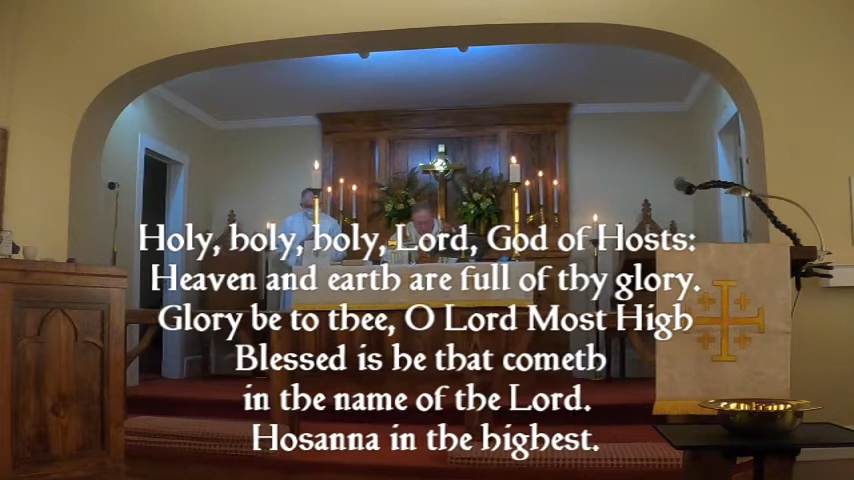 Holy, holy, holy, Lord, God of Hosts:
Heaven and earth are full of thy glory.
Glory be to thee, O Lord Most High
Blessed is he that cometh
in the name of the Lord.
Hosanna in the highest.